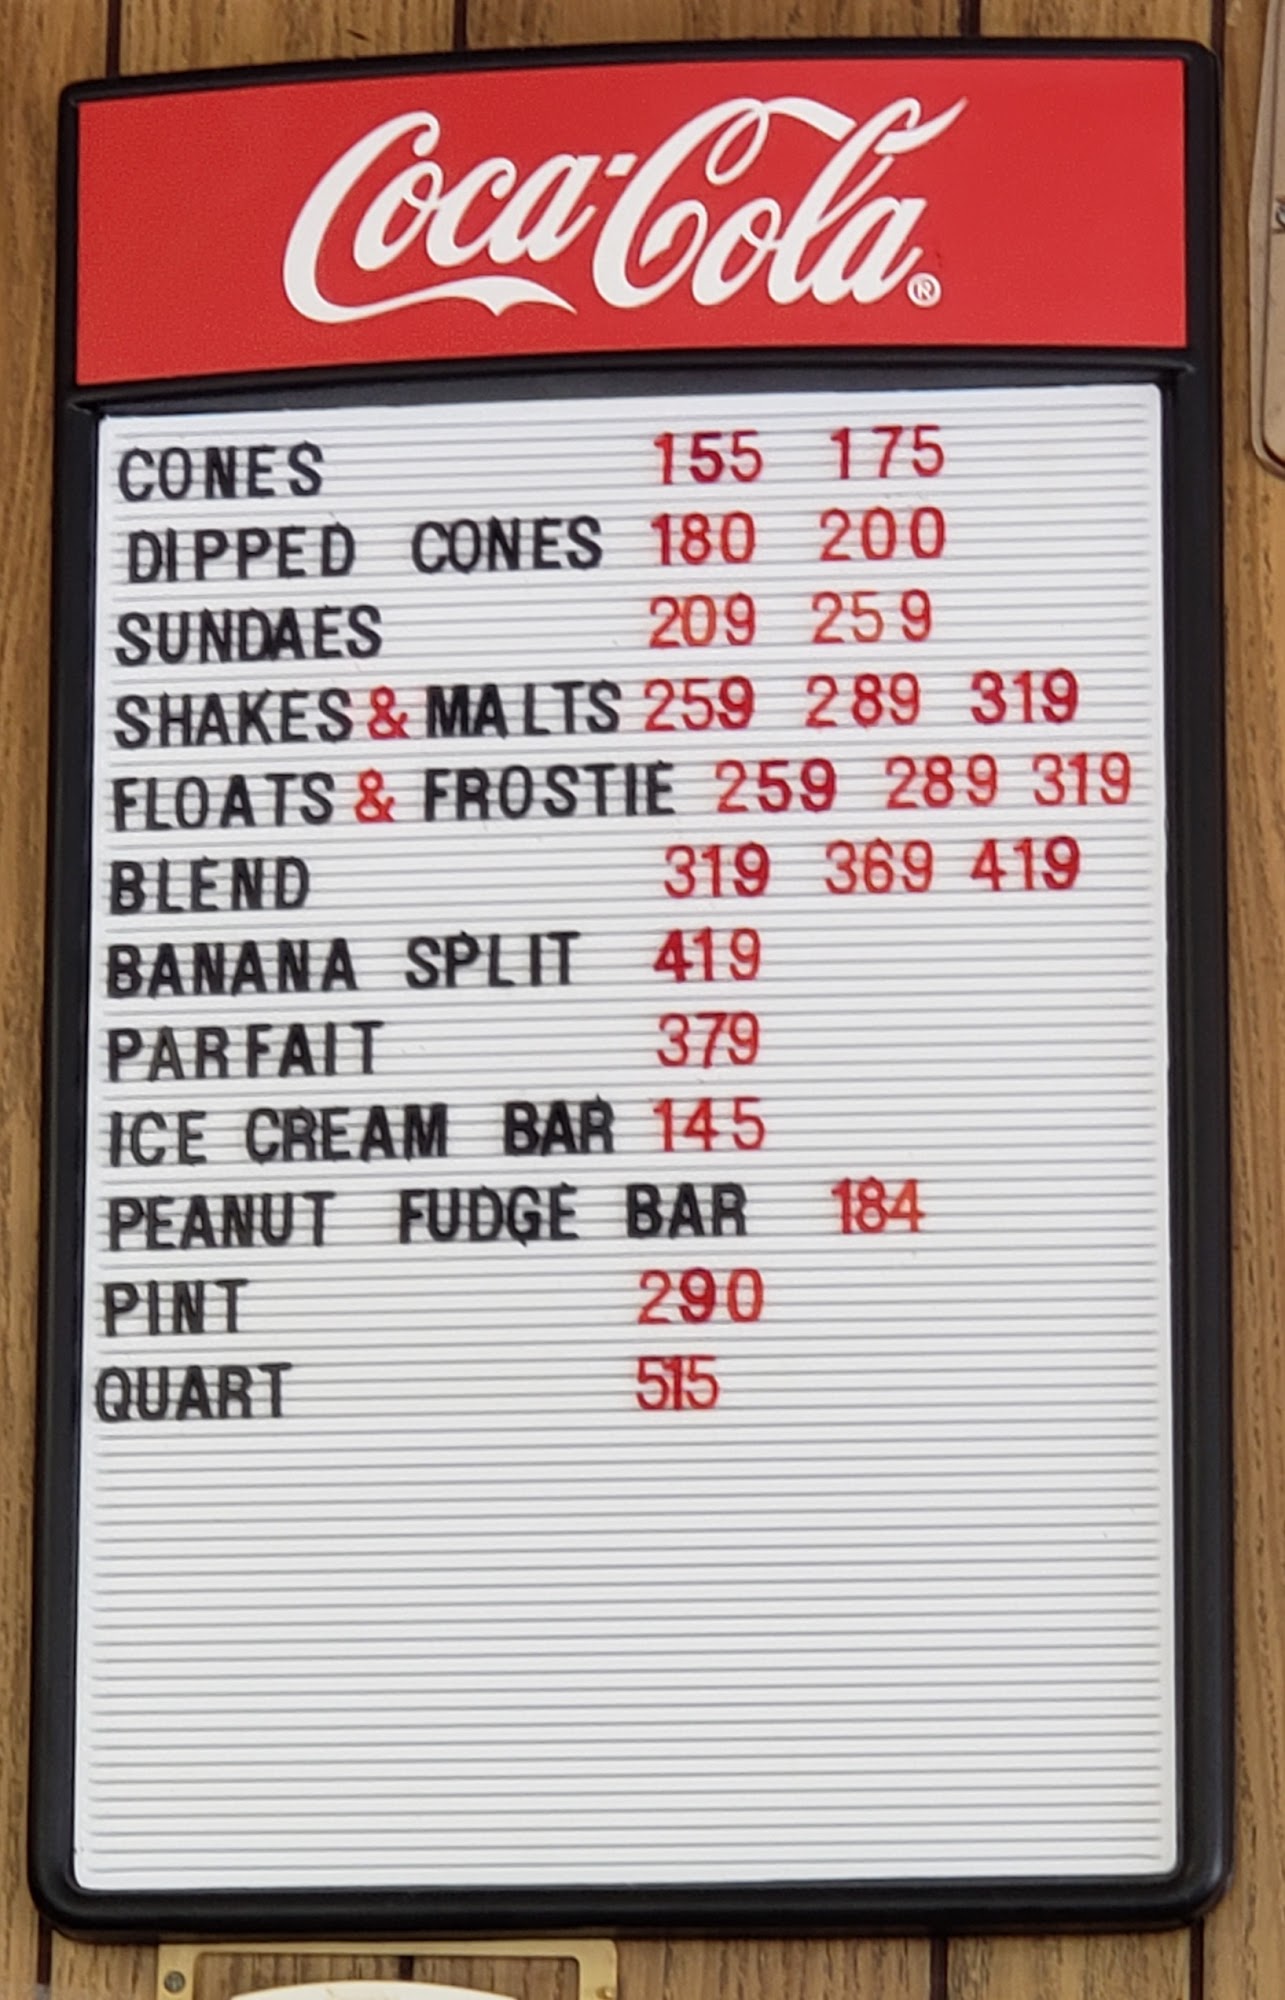 Coca-Cola®
CONES 155 175
DIPPED CONES 180 200
SUNDAES 209 259
SHAKES & MALTS 259 289 319
FLOATS & FROSTIE 259 289 319
BLEND 319 369 419
BANANA SPLIT 419
PARFAIT 379
ICE CREAM BAR 145
PEANUT FUDGE BAR 184
PINT 290
QUART 515